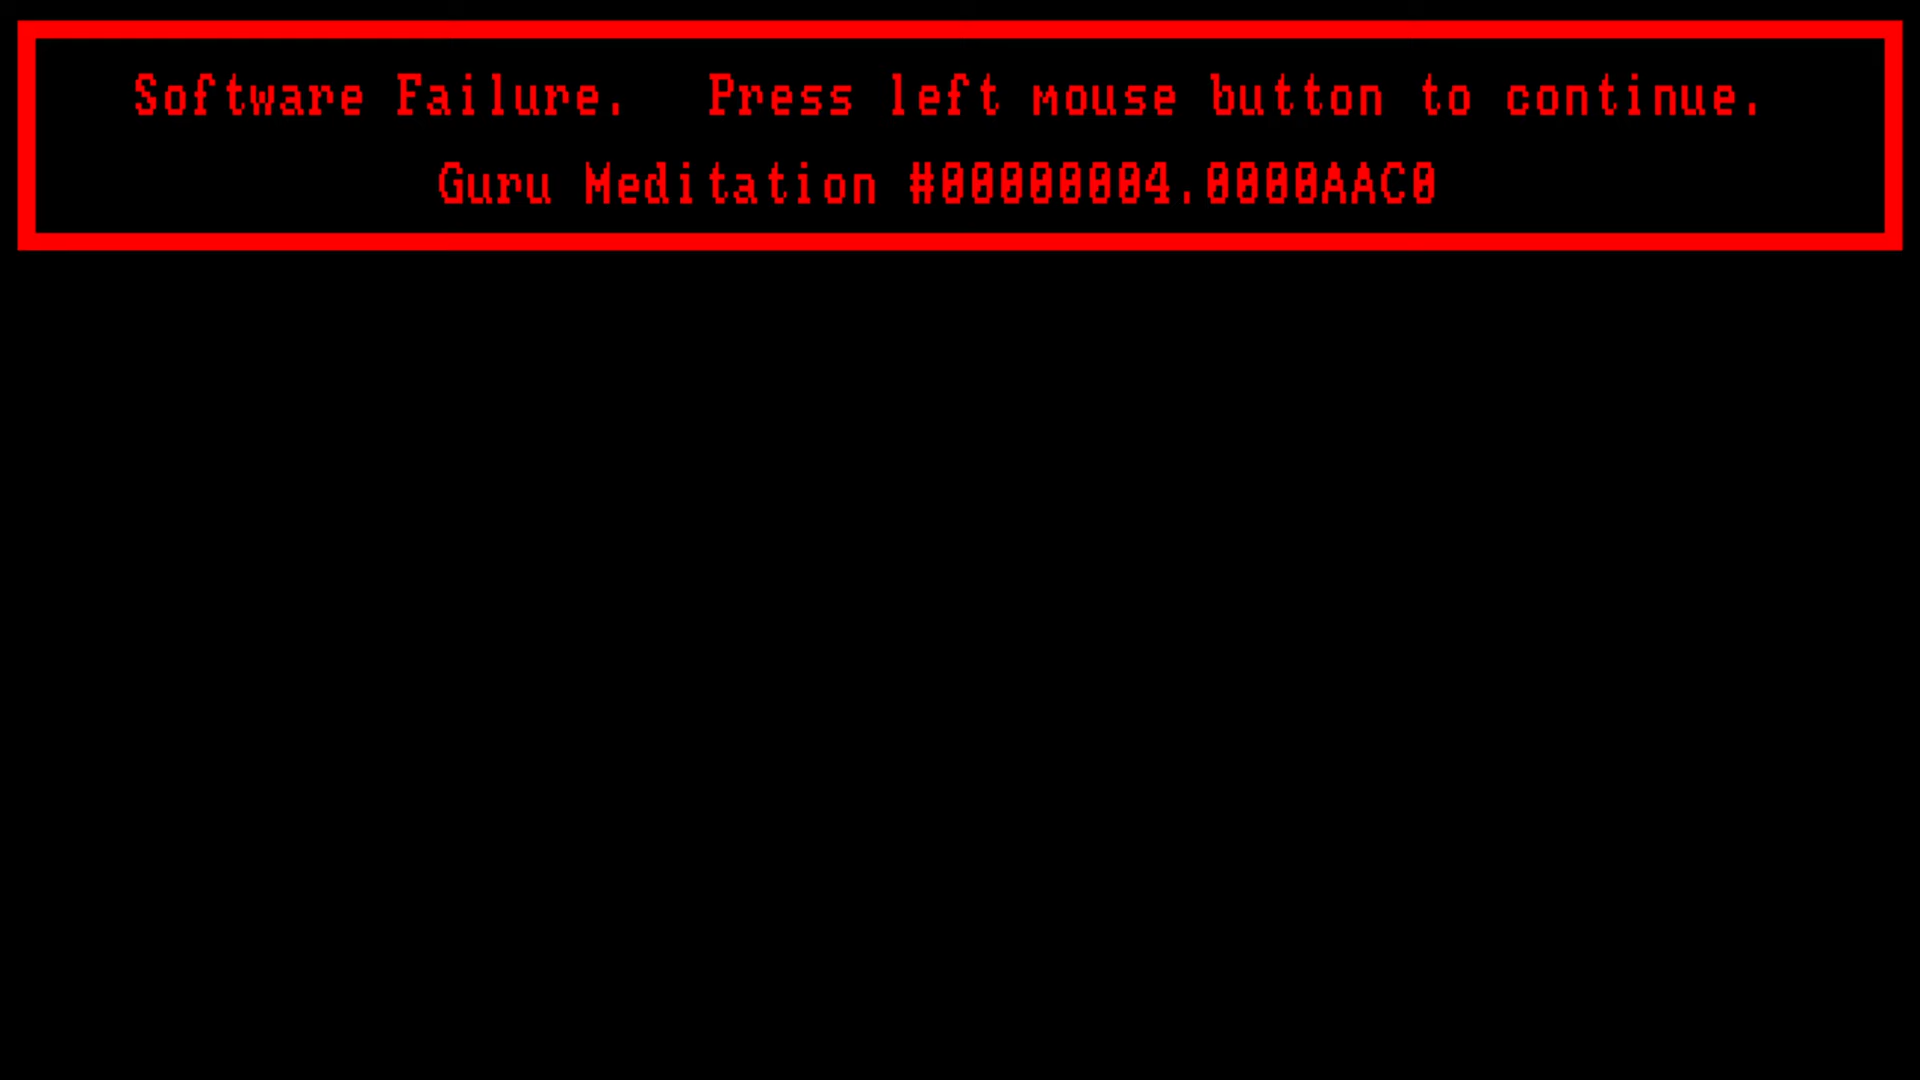 Software Failure.  Press left mouse button to continue.
Guru Meditation #00000004.0000AAC0